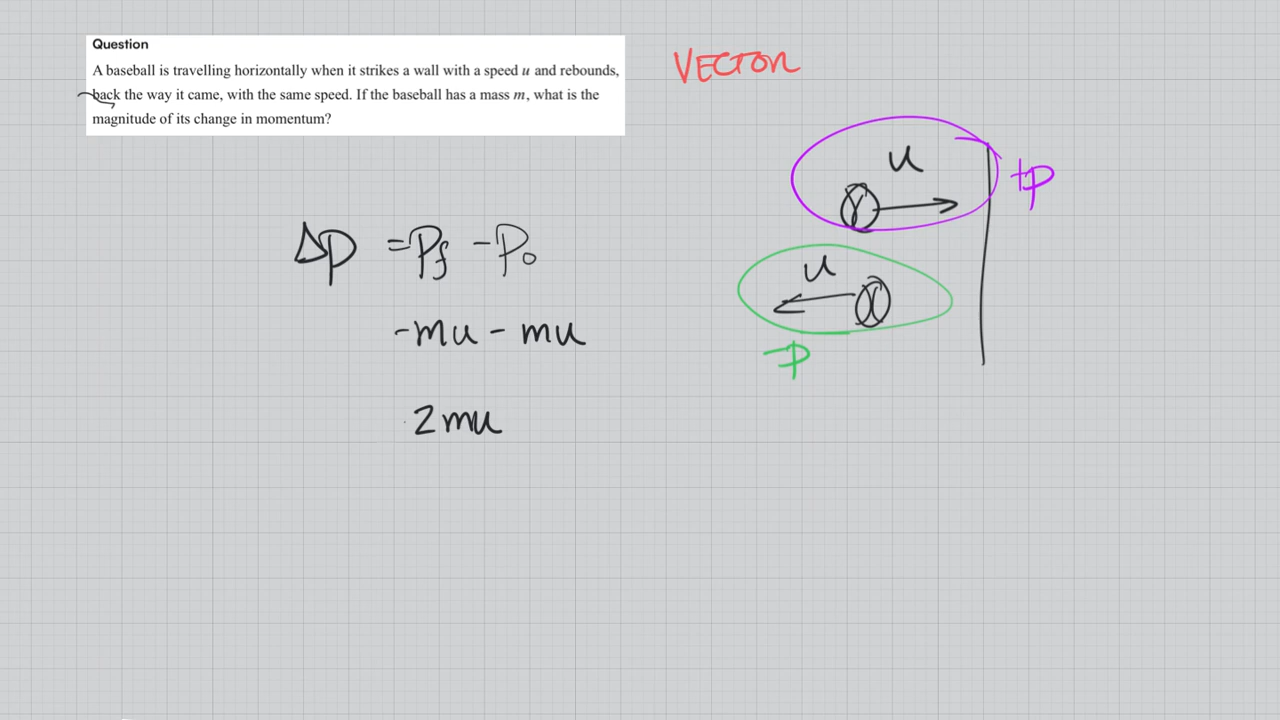 Question
A baseball is travelling horizontally when it strikes a wall with a speed u and rebounds,
back the way it came, with the same speed. If the baseball has a mass m, what is the
magnitude of its change in momentum?
VECTOR
u
+P
u
-P
Δp = Pf - P₀
-mu - mu
2mu